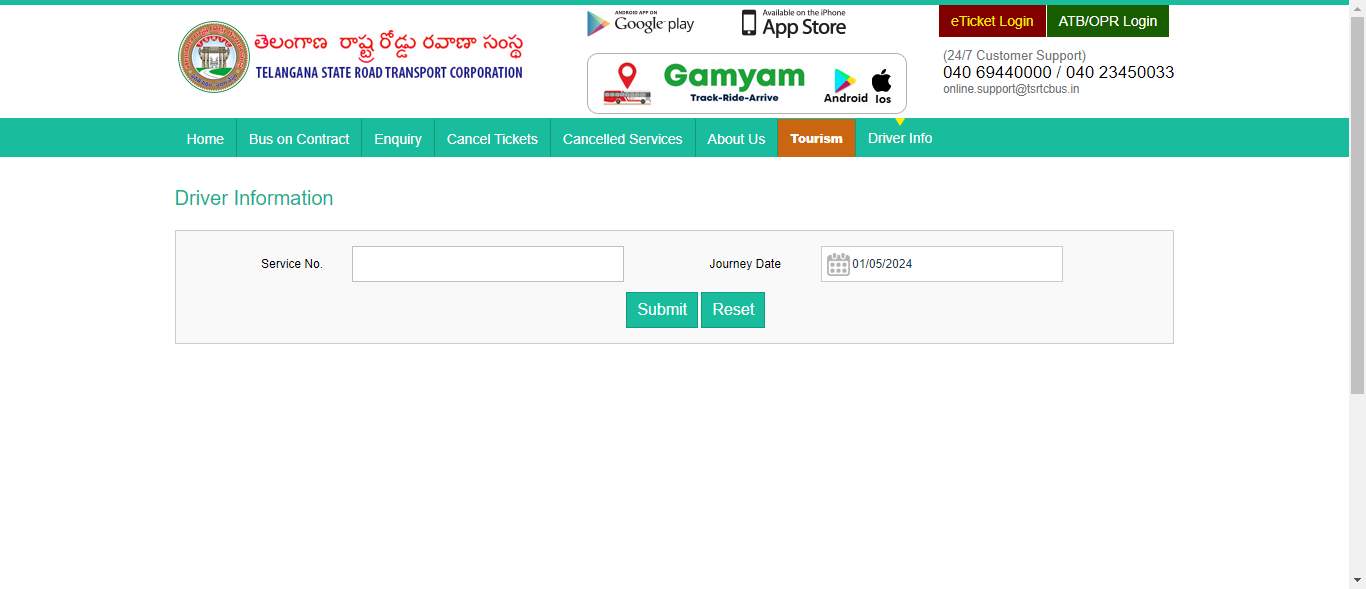 తెలంగాణ రాష్ట్ర రోడ్డు రవాణా సంస్థ
TELANGANA STATE ROAD TRANSPORT CORPORATION
ANDROID APP ON
Google play
Available on the iPhone
App Store
Gamyam
Track-Ride-Arrive
Android Ios
eTicket Login ATB/OPR Login
(24/7 Customer Support)
040 69440000 / 040 23450033
online.support@tsrtcbus.in
Home Bus on Contract Enquiry Cancel Tickets Cancelled Services About Us Tourism Driver Info
Driver Information
Service No. Journey Date 01/05/2024
Submit Reset